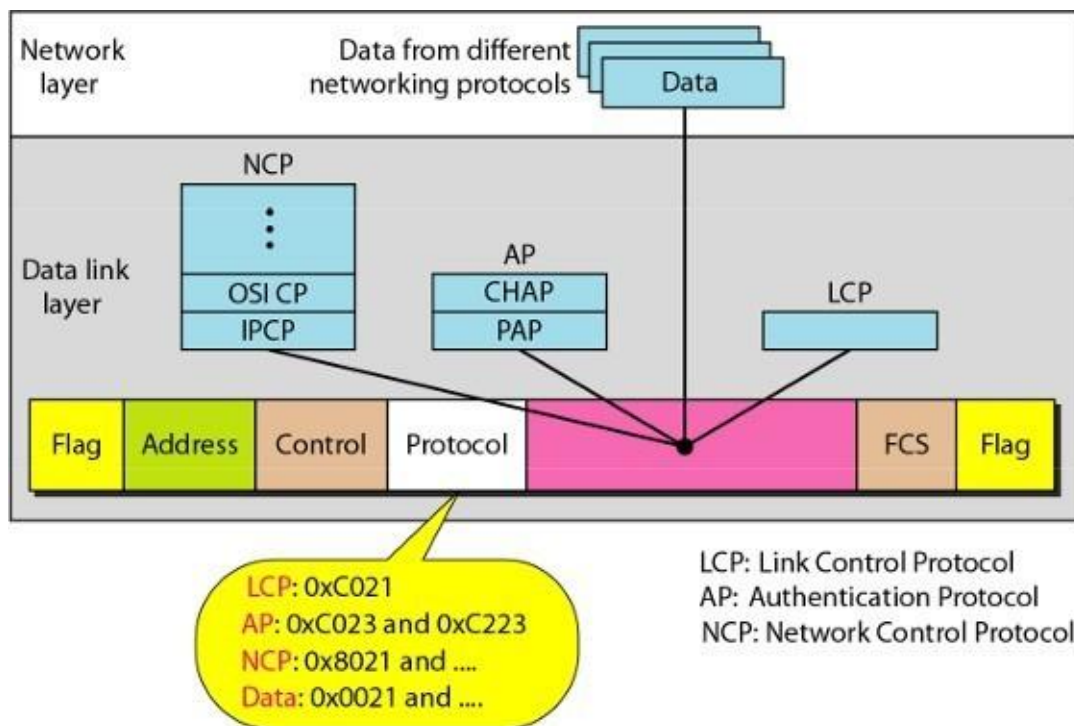 Network
layer
Data from different
networking protocols
Data
NCP
⋮
Data link
layer
OSI CP
IPCP
AP
CHAP
PAP
LCP
Flag Address Control Protocol FCS Flag
LCP: 0xC021
AP: 0xC023 and 0xC223
NCP: 0x8021 and ....
Data: 0x0021 and ....
LCP: Link Control Protocol
AP: Authentication Protocol
NCP: Network Control Protocol